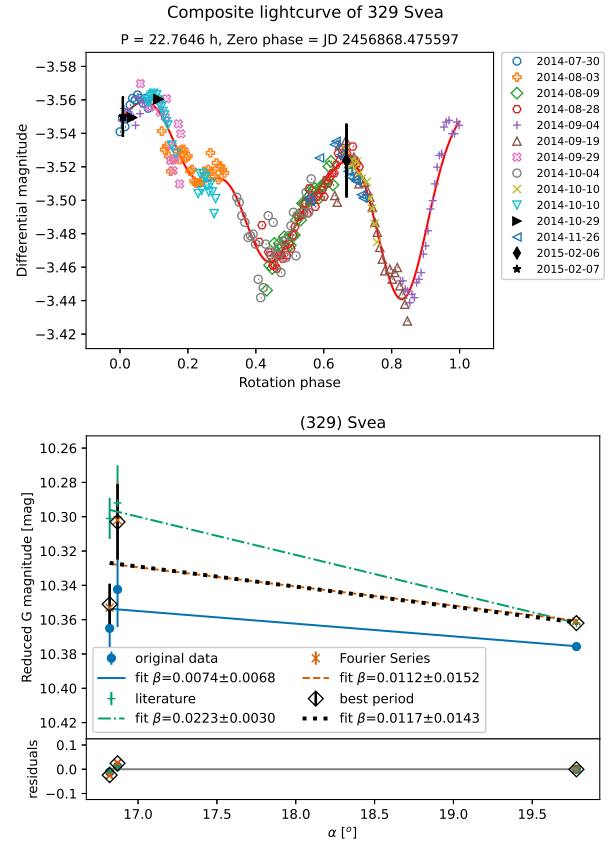 Composite lightcurve of 329 Svea
P = 22.7646 h, Zero phase = JD 2456868.475597
−3.58
−3.56
−3.54
−3.52
−3.50
−3.48
−3.46
−3.44
−3.42
Differential magnitude
0.0
0.2
0.4
0.6
0.8
1.0
Rotation phase
2014-07-30
2014-08-03
2014-08-09
2014-08-28
2014-09-04
2014-09-19
2014-09-29
2014-10-04
2014-10-10
2014-10-10
2014-10-29
2014-11-26
2015-02-06
2015-02-07
(329) Svea
10.26
10.28
10.30
10.32
10.34
10.36
10.38
10.40
10.42
Reduced G magnitude [mag]
original data
fit β=0.0074±0.0068
literature
fit β=0.0223±0.0030
Fourier Series
fit β=0.0112±0.0152
best period
fit β=0.0117±0.0143
0.1
0.0
−0.1
residuals
17.0
17.5
18.0
18.5
19.0
19.5
α [°]